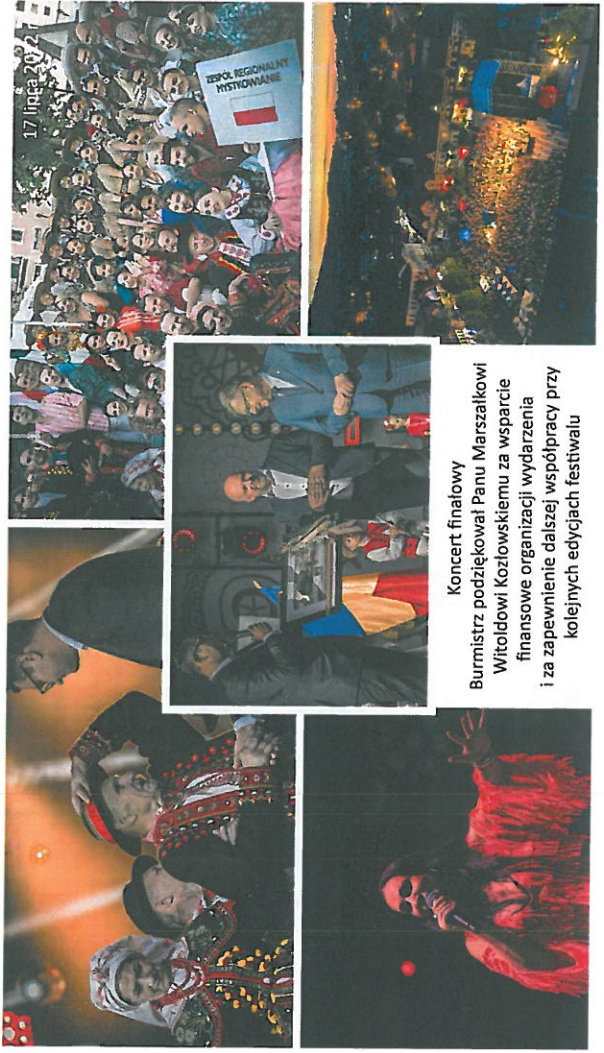 17 lipca 2022 r.
ZESPÓŁ REGIONALNY
MYSTKOWIANIE
Koncert finałowy
Burmistrz podziękował Panu Marszałkowi
Witoldowi Kozłowskiemu za wsparcie
finansowe organizacji wydarzenia
i za zapewnienie dalszej współpracy przy
kolejnych edycjach festiwalu